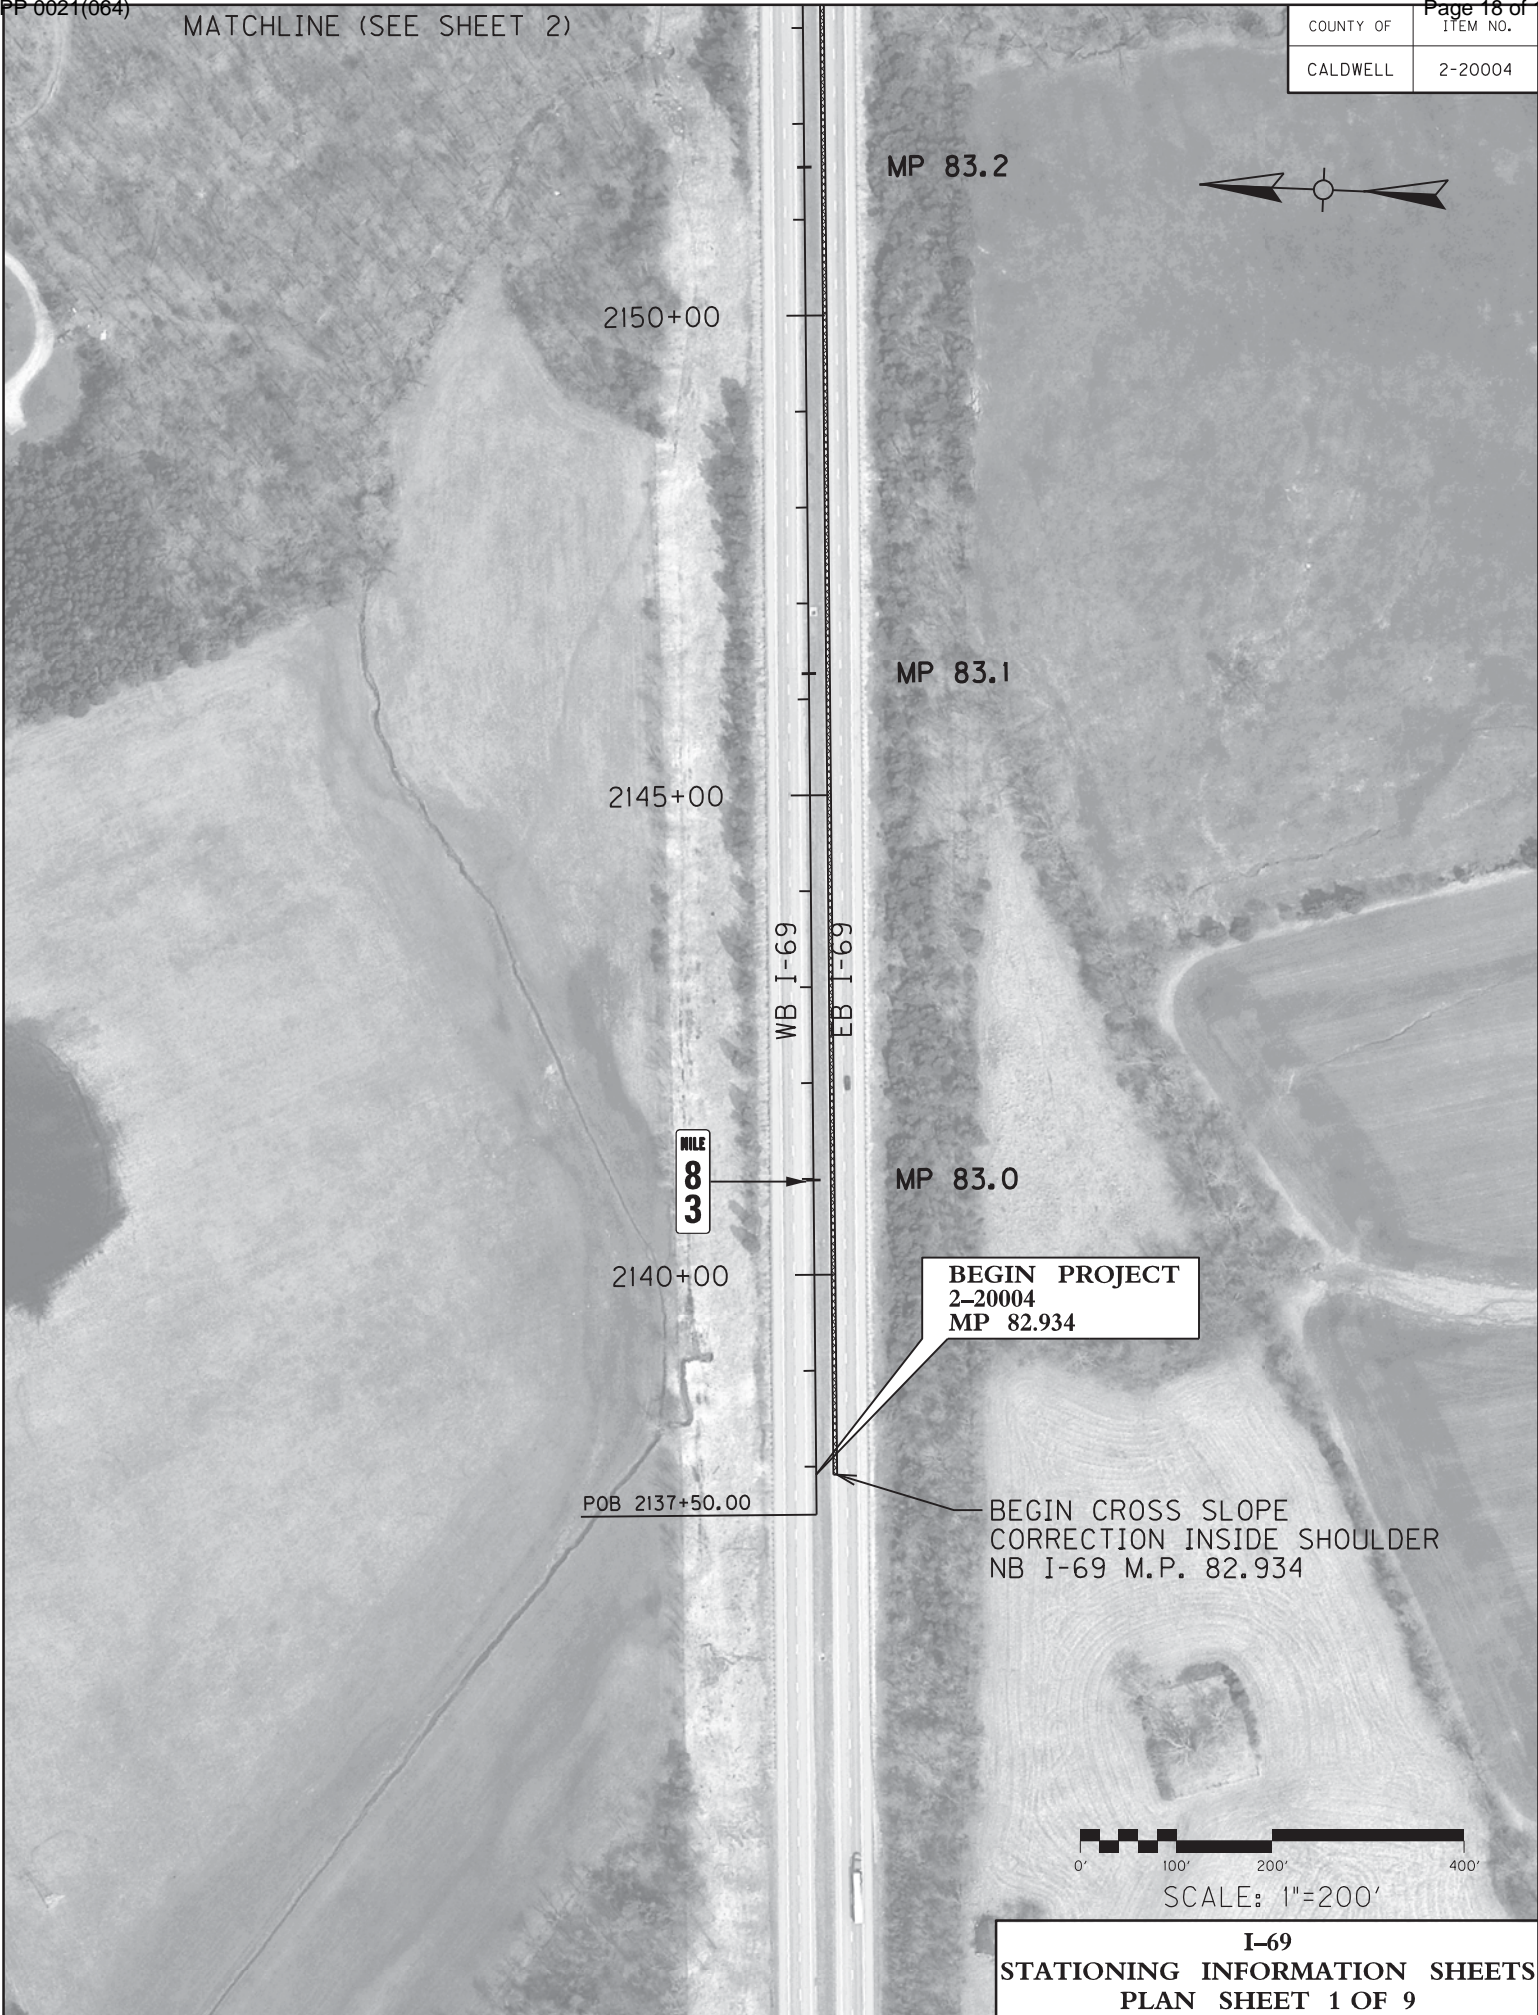 PP 0021(064)
Page 18 of
MATCHLINE (SEE SHEET 2)
COUNTY OF
ITEM NO.
CALDWELL
2-20004
MP 83.2
2150+00
MP 83.1
2145+00
WB I-69
EB I-69
MILE
8
3
MP 83.0
2140+00
BEGIN PROJECT
2-20004
MP 82.934
POB 2137+50.00
BEGIN CROSS SLOPE
CORRECTION INSIDE SHOULDER
NB I-69 M.P. 82.934
0'
100'
200'
400'
SCALE: 1"=200'
I-69
STATIONING INFORMATION SHEETS
PLAN SHEET 1 OF 9